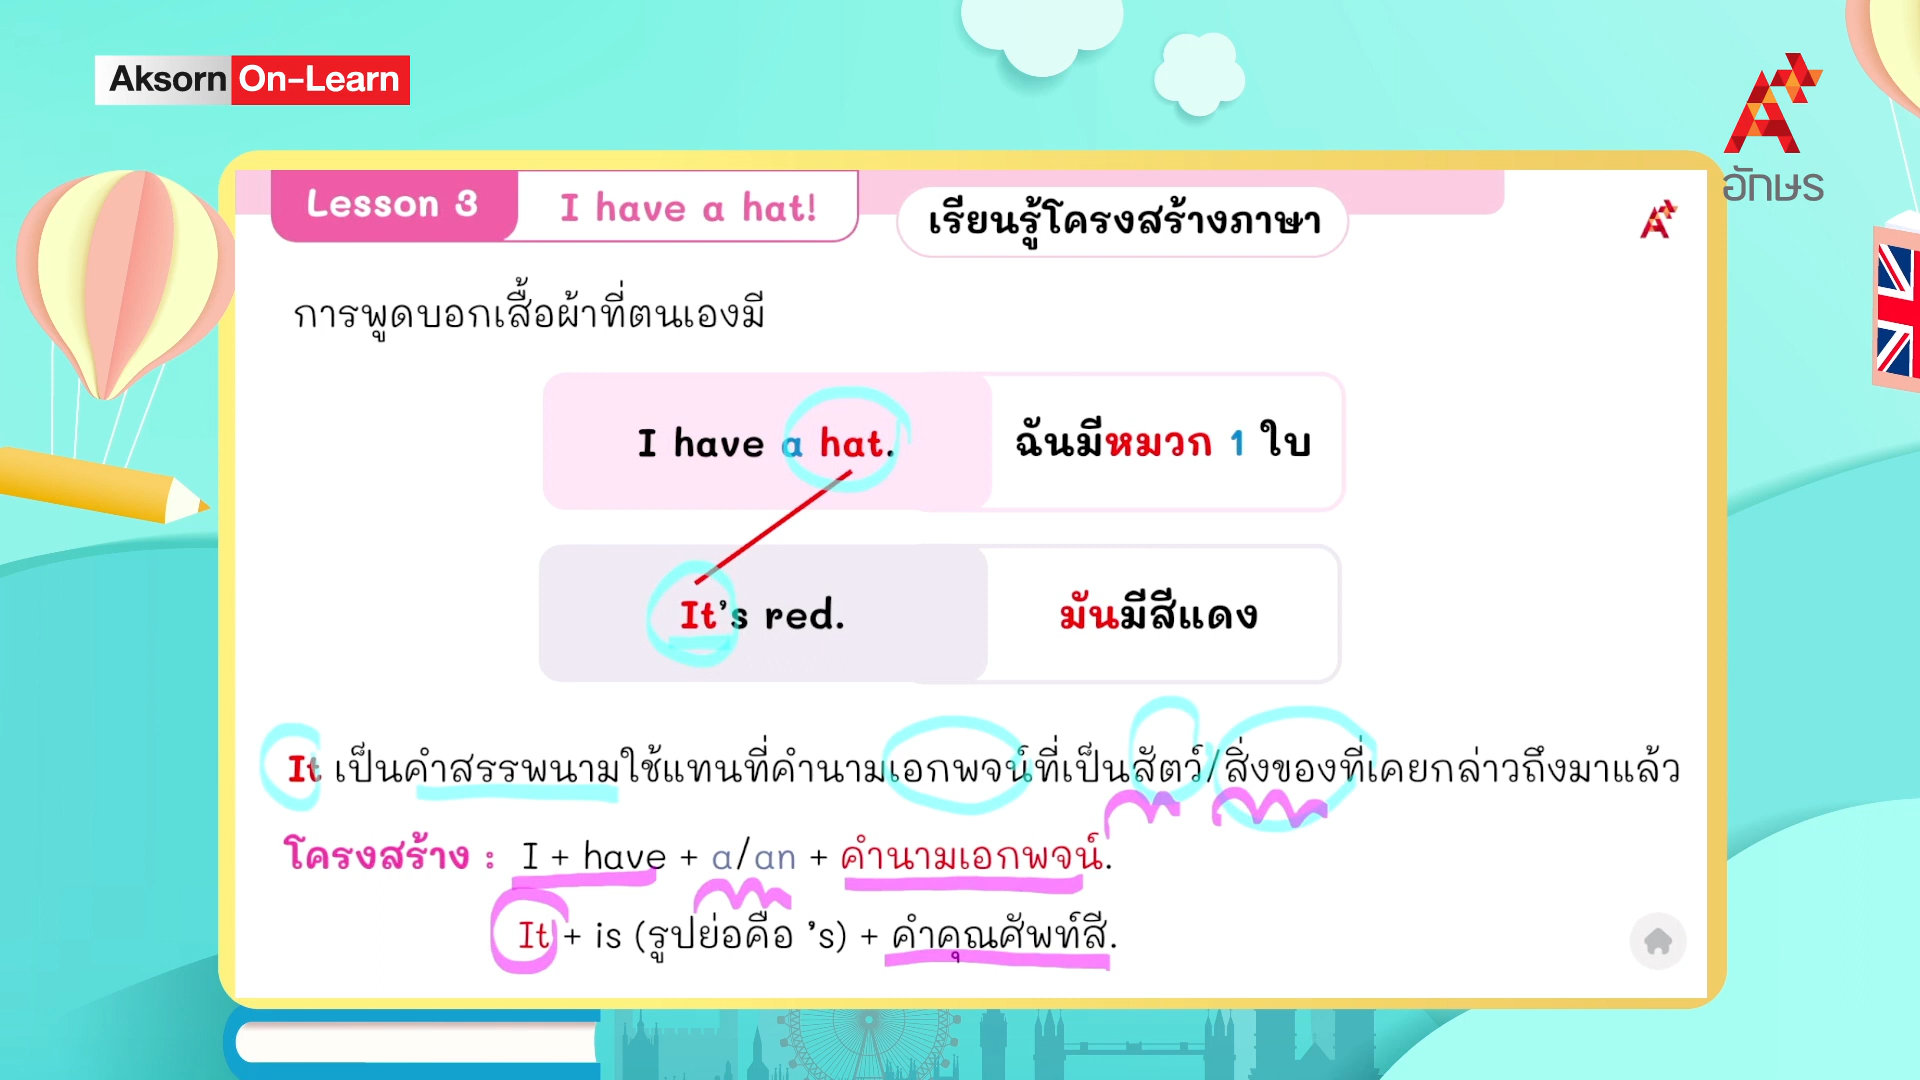 Aksorn On-Learn
อักษร
Lesson 3 I have a hat! เรียนรู้โครงสร้างภาษา
การพูดบอกเสื้อผ้าที่ตนเองมี
I have a hat. ฉันมีหมวก 1 ใบ
It's red. มันมีสีแดง
It เป็นคำสรรพนามใช้แทนที่คำนามเอกพจน์ที่เป็นสัตว์/สิ่งของที่เคยกล่าวถึงมาแล้ว
โครงสร้าง : I + have + a/an + คำนามเอกพจน์.
It + is (รูปย่อคือ 's) + คำคุณศัพท์สี.